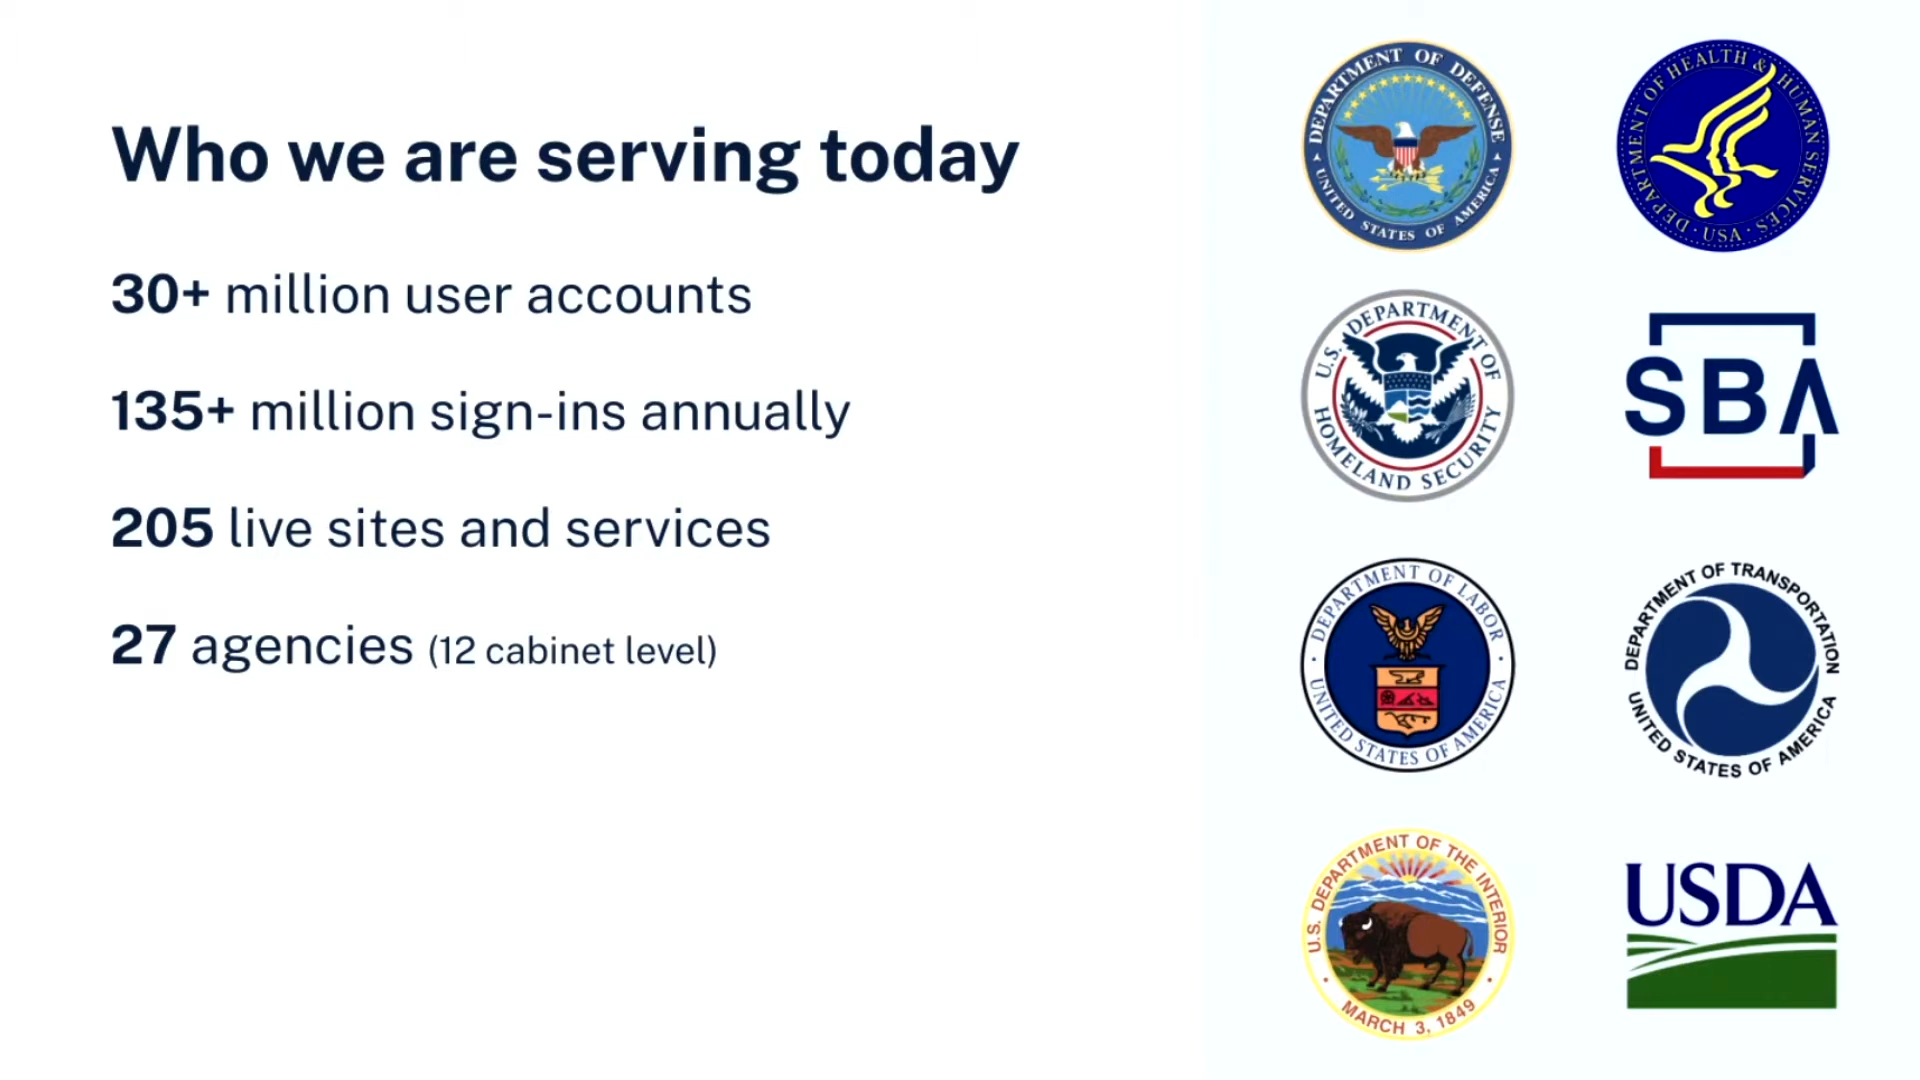 Who we are serving today
30+ million user accounts
135+ million sign-ins annually
205 live sites and services
27 agencies (12 cabinet level)
DEPARTMENT OF DEFENSE
UNITED STATES OF AMERICA
DEPARTMENT OF HEALTH & HUMAN SERVICES · USA ·
U.S. DEPARTMENT OF
HOMELAND SECURITY
SBA
DEPARTMENT OF LABOR
UNITED STATES OF AMERICA
DEPARTMENT OF TRANSPORTATION
UNITED STATES OF AMERICA
U.S. DEPARTMENT OF THE INTERIOR
MARCH 3, 1849
USDA